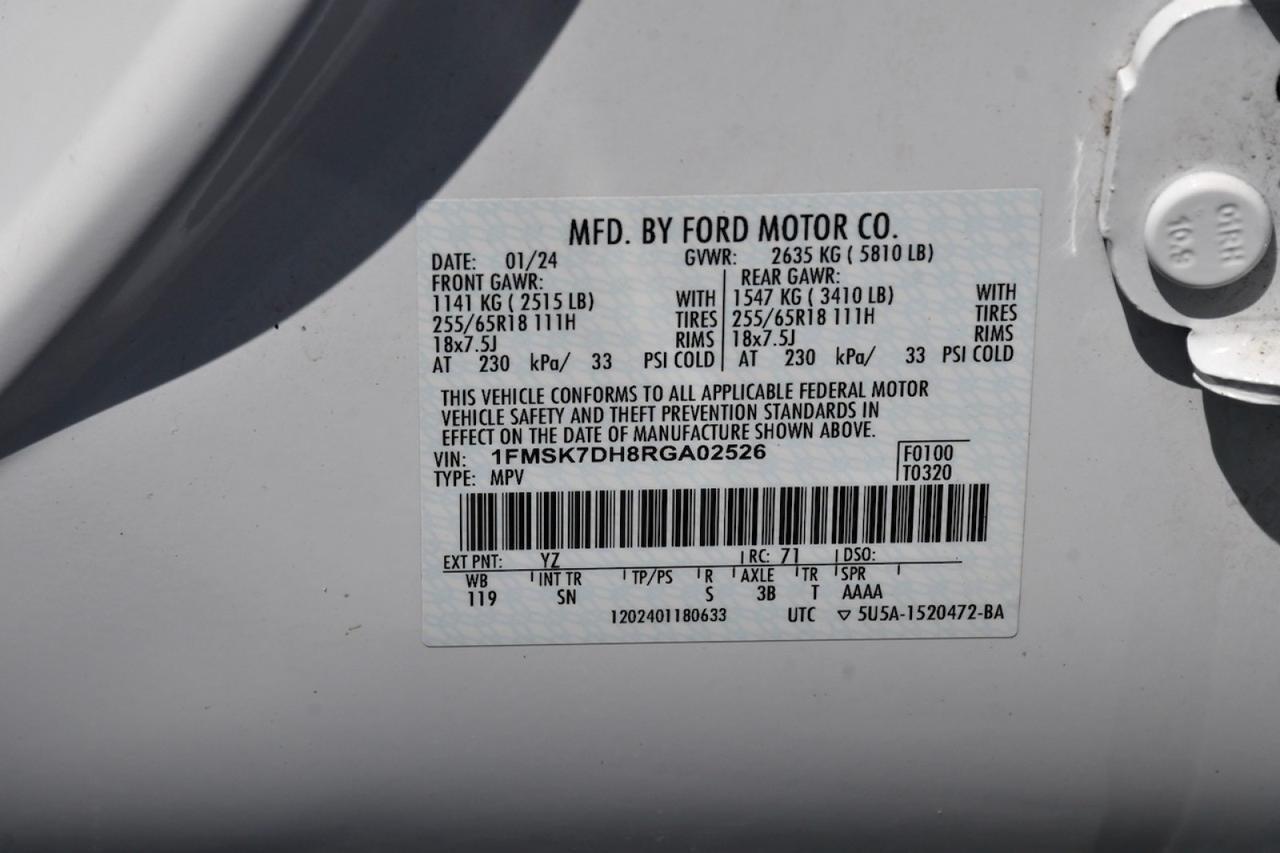 MFD. BY FORD MOTOR CO.
DATE: 01/24 GVWR: 2635 KG ( 5810 LB)
FRONT GAWR: REAR GAWR:
1141 KG ( 2515 LB) WITH 1547 KG ( 3410 LB) WITH
255/65R18 111H TIRES 255/65R18 111H TIRES
18x7.5J RIMS 18x7.5J RIMS
AT 230 kPa/ 33 PSI COLD AT 230 kPa/ 33 PSI COLD
THIS VEHICLE CONFORMS TO ALL APPLICABLE FEDERAL MOTOR
VEHICLE SAFETY AND THEFT PREVENTION STANDARDS IN
EFFECT ON THE DATE OF MANUFACTURE SHOWN ABOVE.
VIN: 1FMSK7DH8RGA02526 F0100
TYPE: MPV T0320
EXT PNT: YZ RC: 71 DSO:
WB INT TR TP/PS R AXLE TR SPR
119 SN S 3B T AAAA
1202401180633 UTC ▽ 5U5A-1520472-BA
10.9